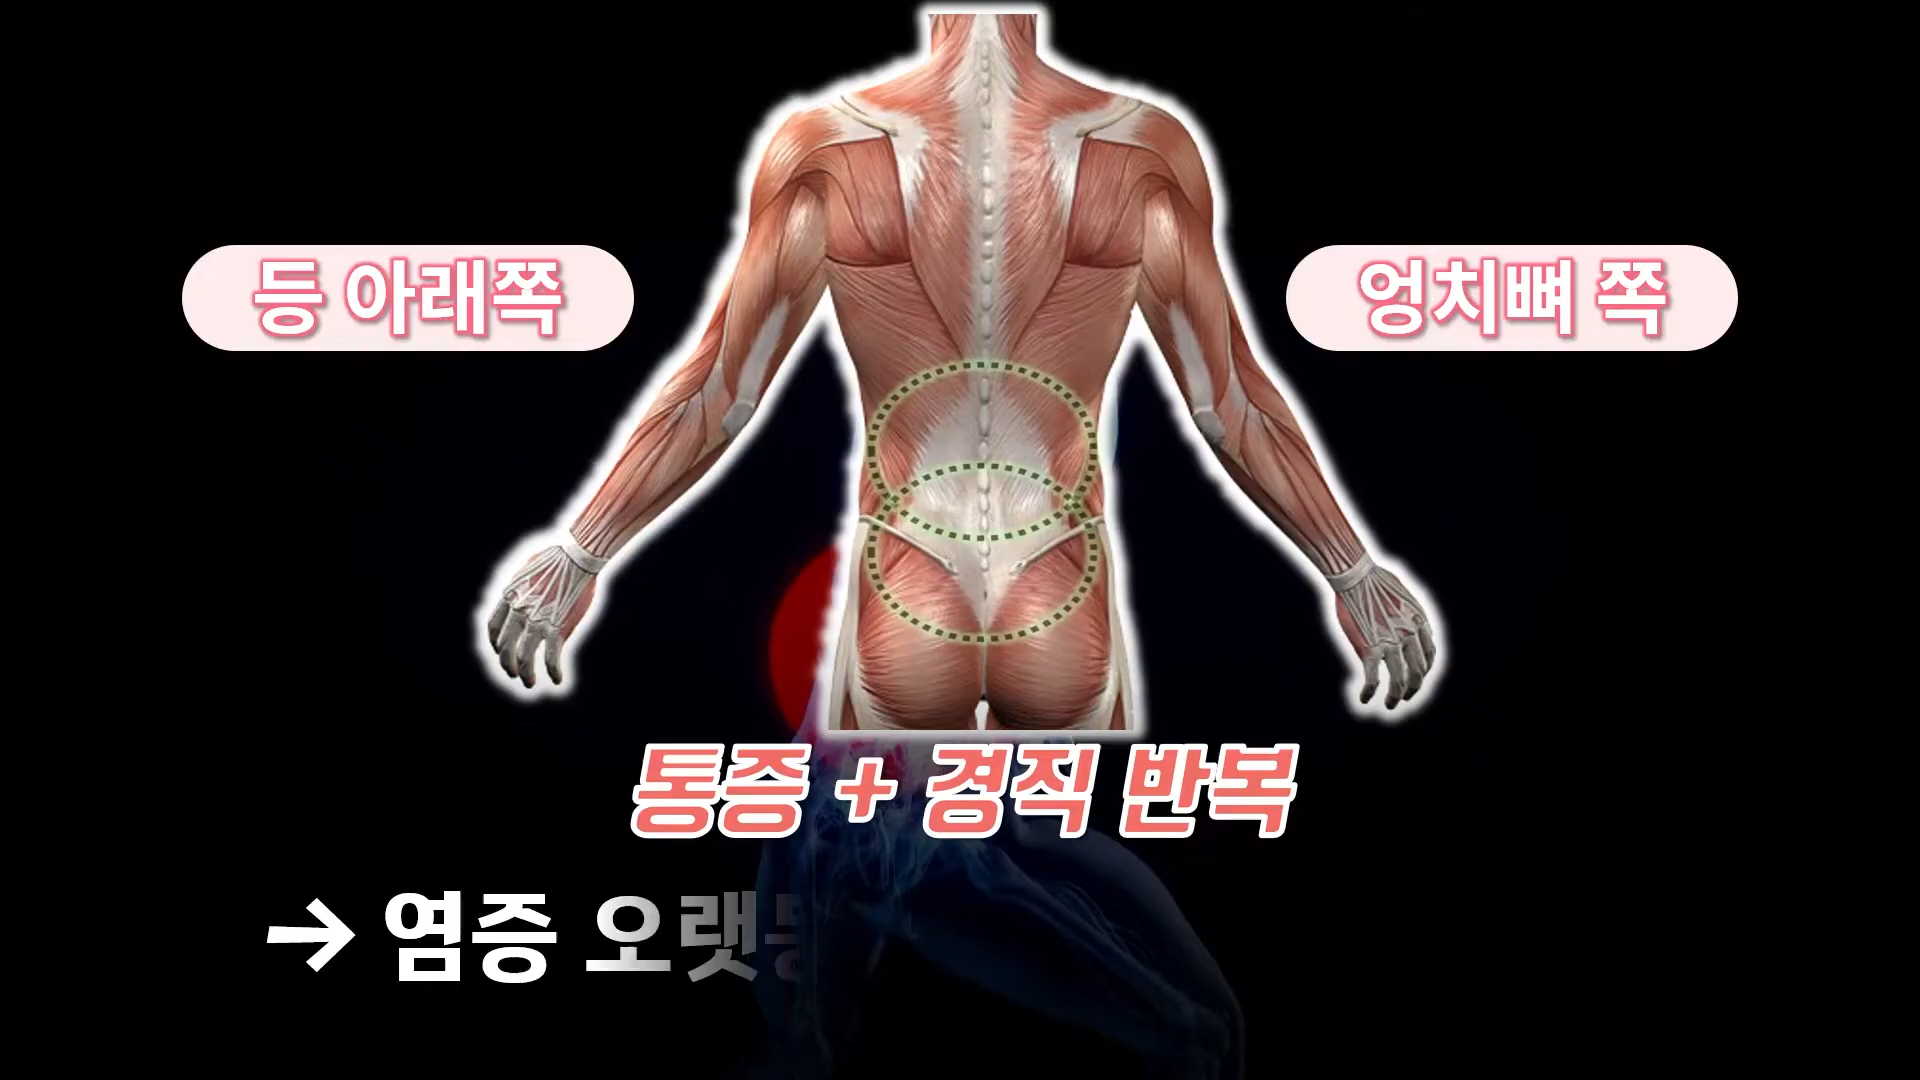 등 아래쪽
엉치뼈 쪽
통증 + 경직 반복
→ 염증 오랫